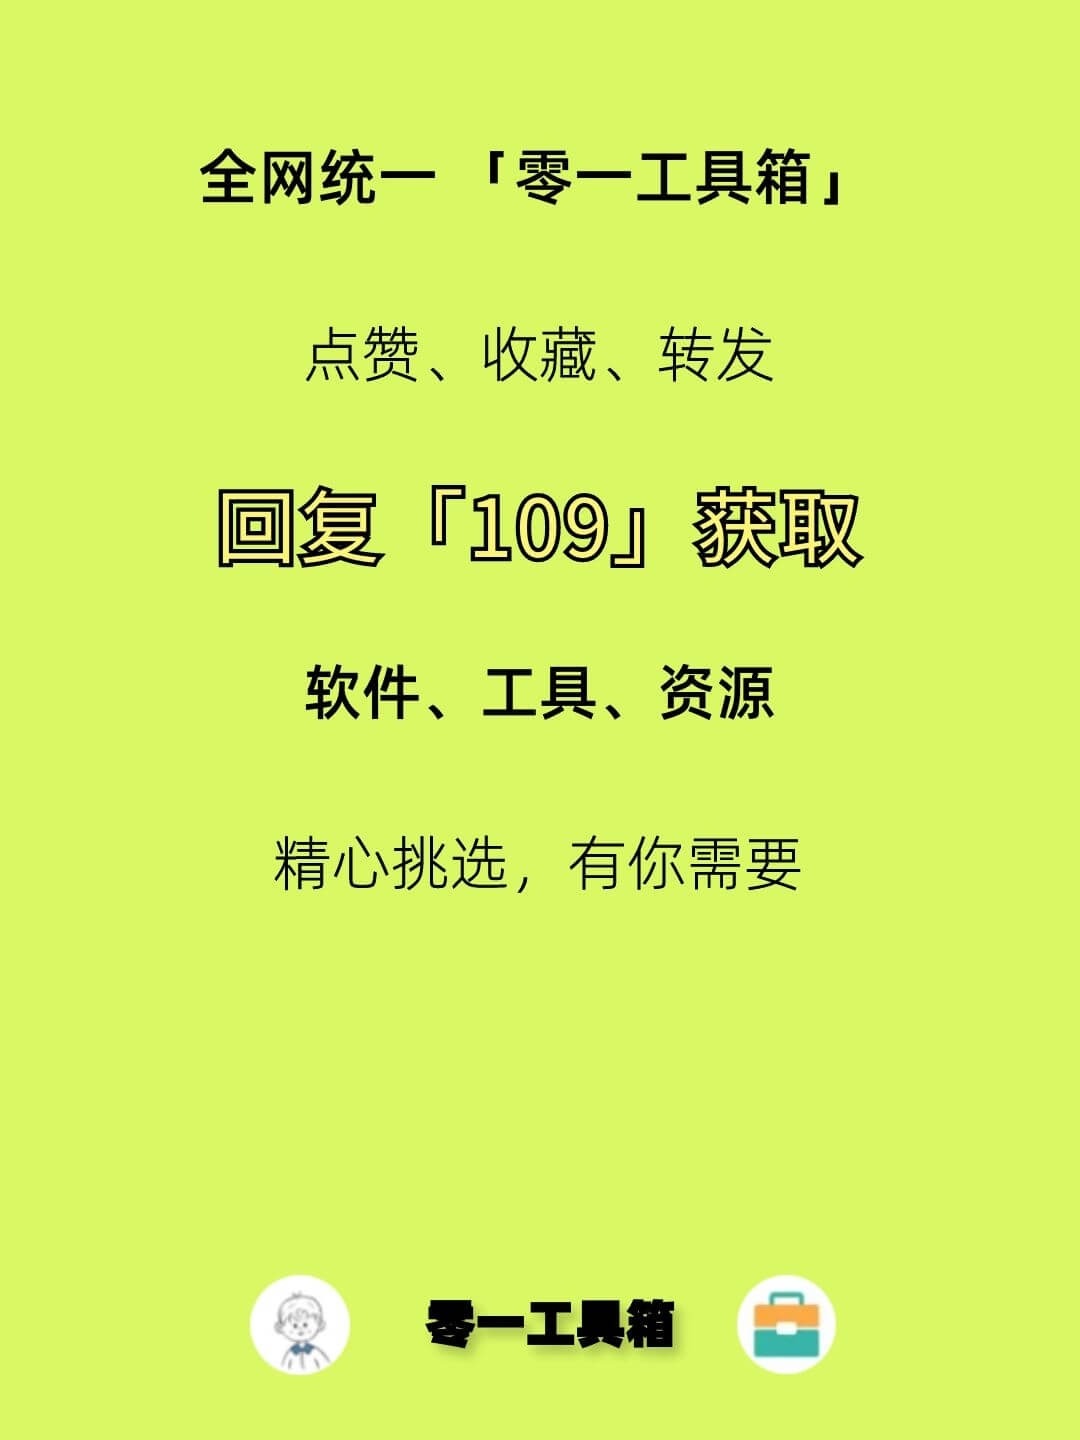 全网统一「零一工具箱」
点赞、收藏、转发
回复「109」获取
软件、工具、资源
精心挑选，有你需要
零一工具箱